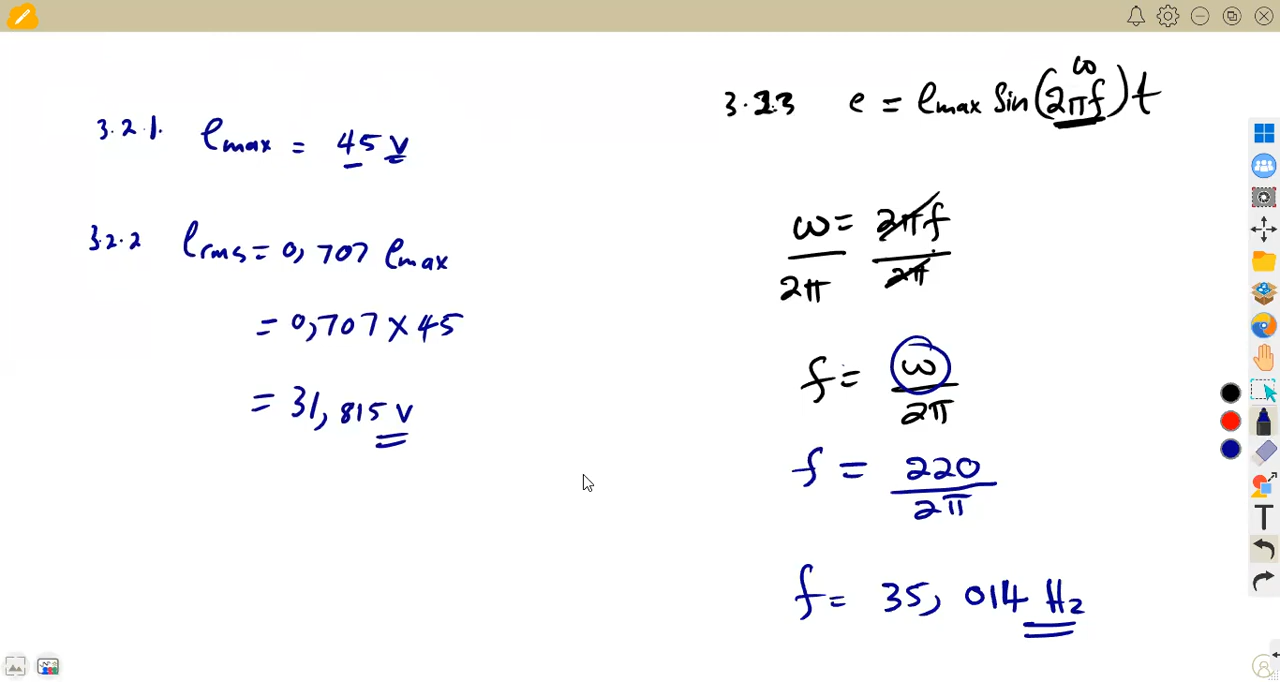 3.2.1. emax = 45 V
3.2.2 erms = 0,707 emax
= 0,707 × 45
= 31,815 V
3.2.3 e = emax Sin(2πf)t
ω
ω = 2πf
2π 2π
f = ω
2π
f = 220
2π
f = 35,014 Hz
T